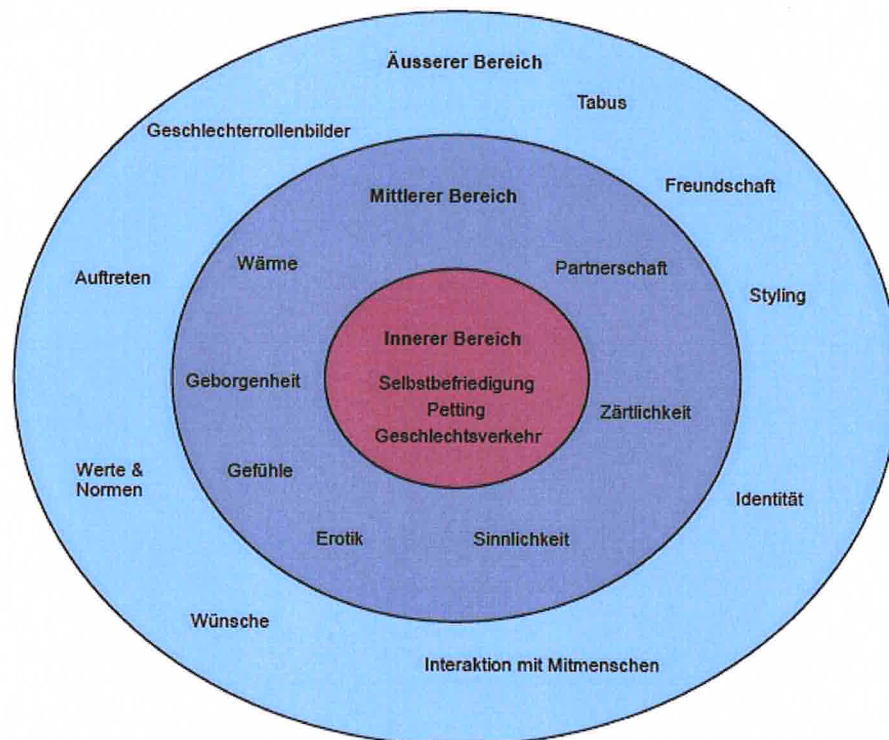 Äusserer Bereich
Tabus
Geschlechterrollenbilder
Freundschaft
Mittlerer Bereich
Wärme
Partnerschaft
Auftreten
Styling
Innerer Bereich
Selbstbefriedigung
Petting
Geschlechtsverkehr
Geborgenheit
Zärtlichkeit
Werte &
Normen
Gefühle
Identität
Erotik
Sinnlichkeit
Wünsche
Interaktion mit Mitmenschen